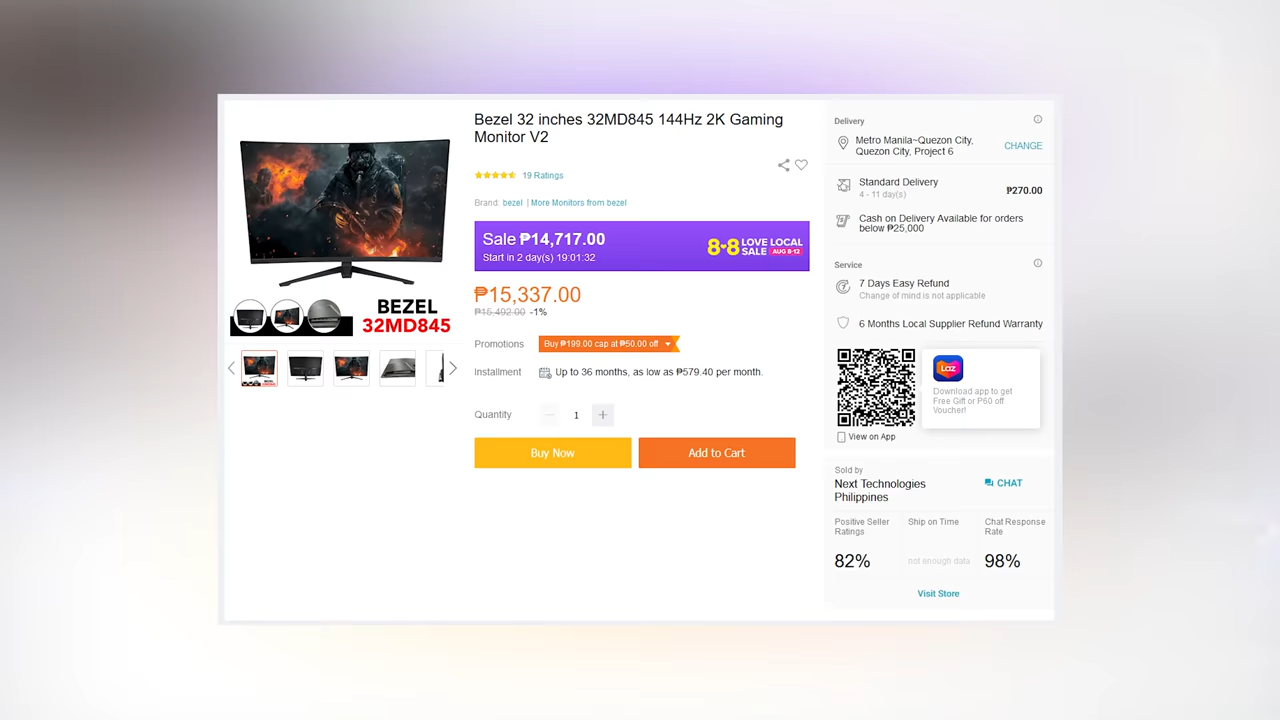 Bezel 32 inches 32MD845 144Hz 2K Gaming
Monitor V2
19 Ratings
Brand: bezel | More Monitors from bezel
Sale ₱14,717.00
Start in 2 day(s) 19:01:32
8.8 LOVE LOCAL
SALE AUG 8-12
₱15,337.00
₱15,492.00 -1%
Promotions Buy ₱199.00 cap at ₱50.00 off
Installment Up to 36 months, as low as ₱579.40 per month.
Quantity 1 +
Buy Now Add to Cart
BEZEL
32MD845
Delivery
Metro Manila~Quezon City,
Quezon City, Project 6
CHANGE
Standard Delivery
4 - 11 day(s)
₱270.00
Cash on Delivery Available for orders
below ₱25,000
Service
7 Days Easy Refund
Change of mind is not applicable
6 Months Local Supplier Refund Warranty
Laz
Download app to get
Free Gift or P60 off
Voucher!
View on App
Sold by
Next Technologies
Philippines
CHAT
Positive Seller
Ratings
82%
Ship on Time
not enough data
Chat Response
Rate
98%
Visit Store